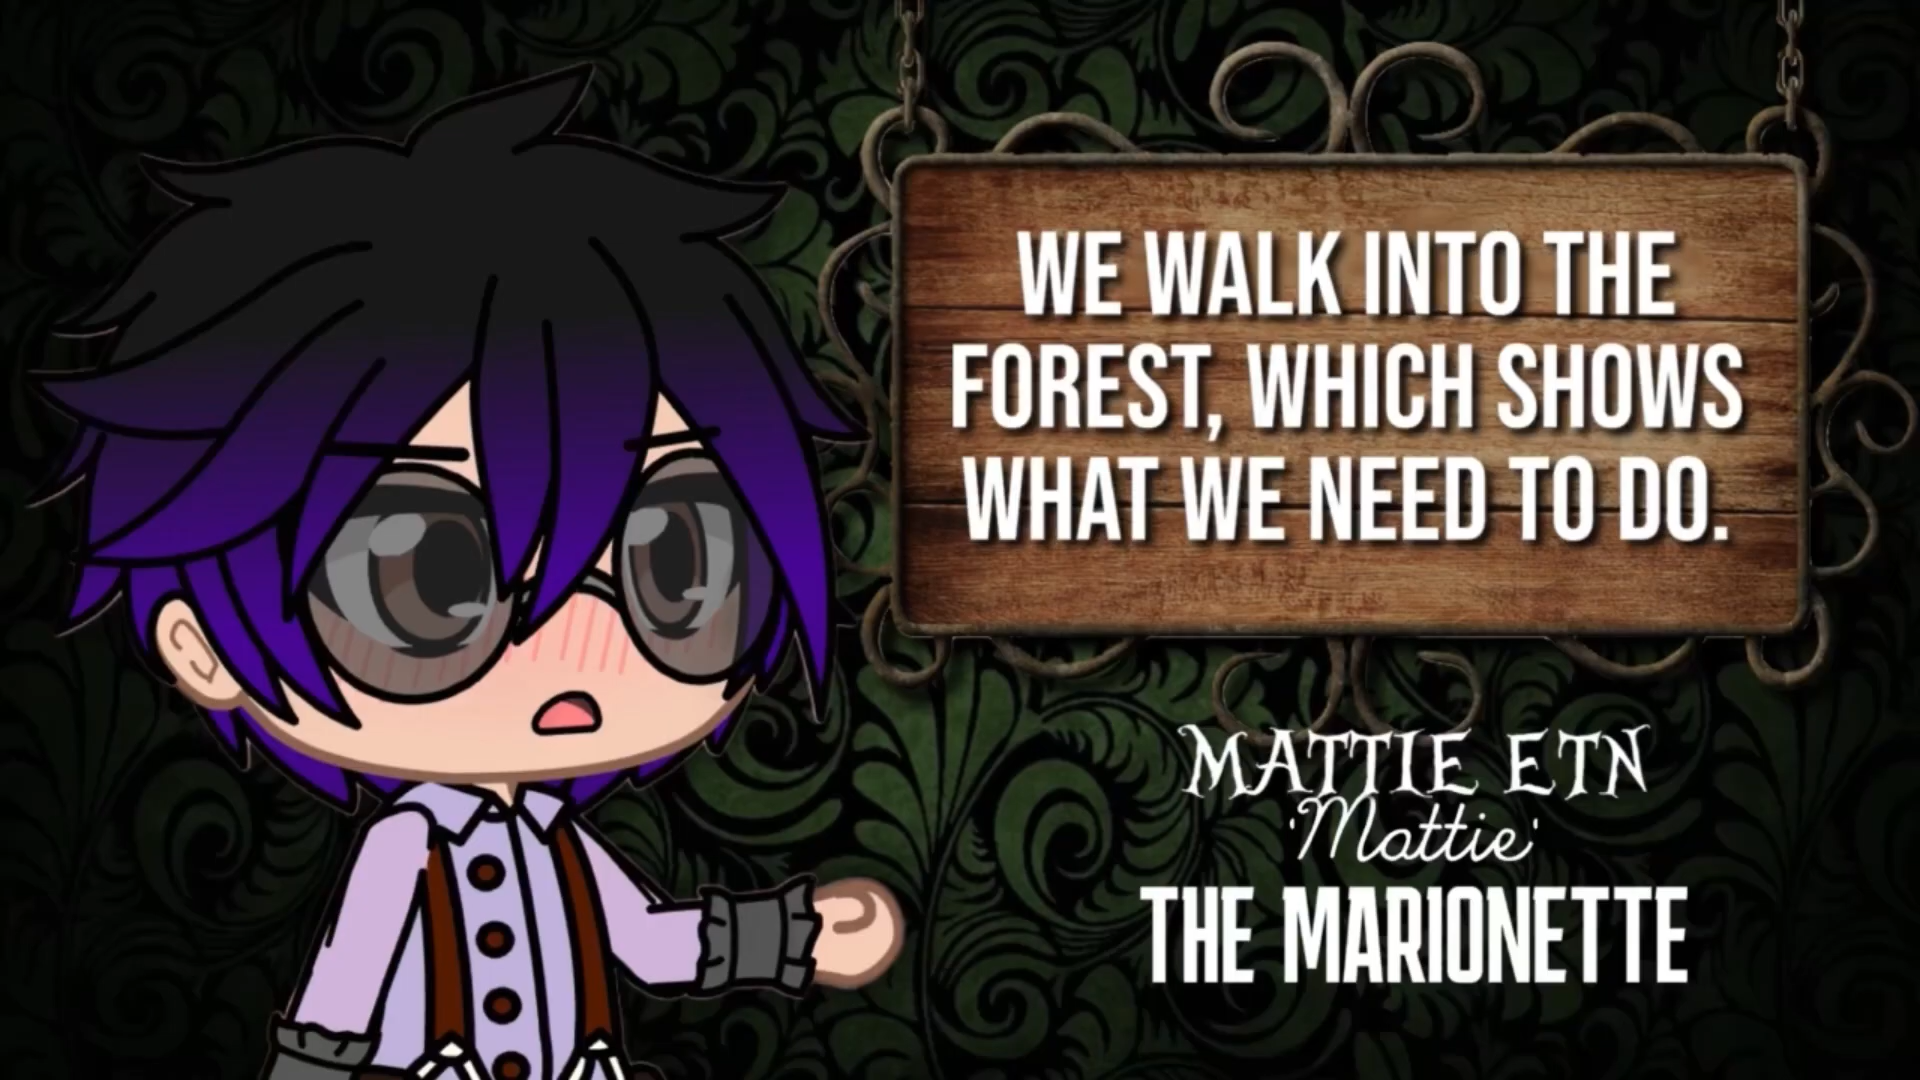 WE WALK INTO THE
FOREST, WHICH SHOWS
WHAT WE NEED TO DO.
MATTIE ETN
'Mattie'
THE MARIONETTE